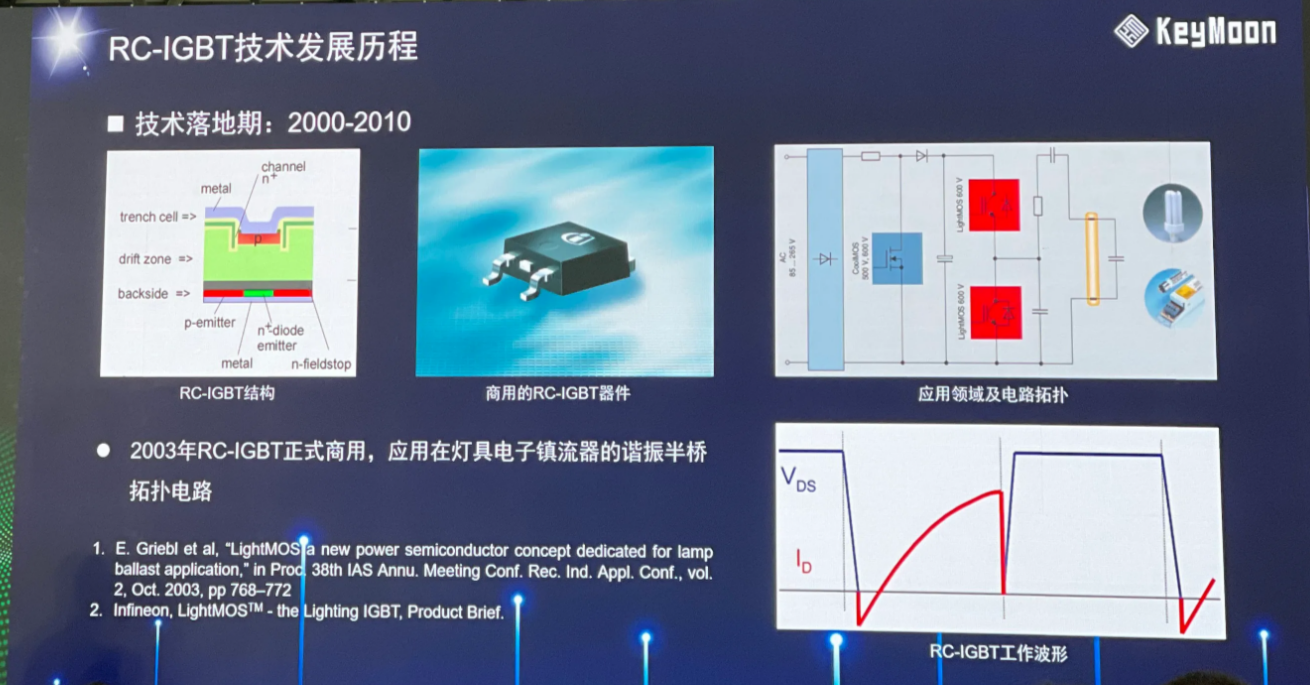 RC-IGBT技术发展历程
KeyMoon
■ 技术落地期：2000-2010
channel
n+
metal
trench cell =>
p
drift zone =>
backside =>
p-emitter
n+-diode
emitter
metal
n-fieldstop
RC-IGBT结构
商用的RC-IGBT器件
AC
85 ... 265 V
CoolMOS
500 V, 600 V
LightMOS 600 V
LightMOS 600 V
应用领域及电路拓扑
● 2003年RC-IGBT正式商用，应用在灯具电子镇流器的谐振半桥
拓扑电路
VDS
ID
RC-IGBT工作波形
1. E. Griebl et al, “LightMOS a new power semiconductor concept dedicated for lamp
ballast application,” in Proc. 38th IAS Annu. Meeting Conf. Rec. Ind. Appl. Conf., vol.
2, Oct. 2003, pp 768–772
2. Infineon, LightMOS™ - the Lighting IGBT, Product Brief.